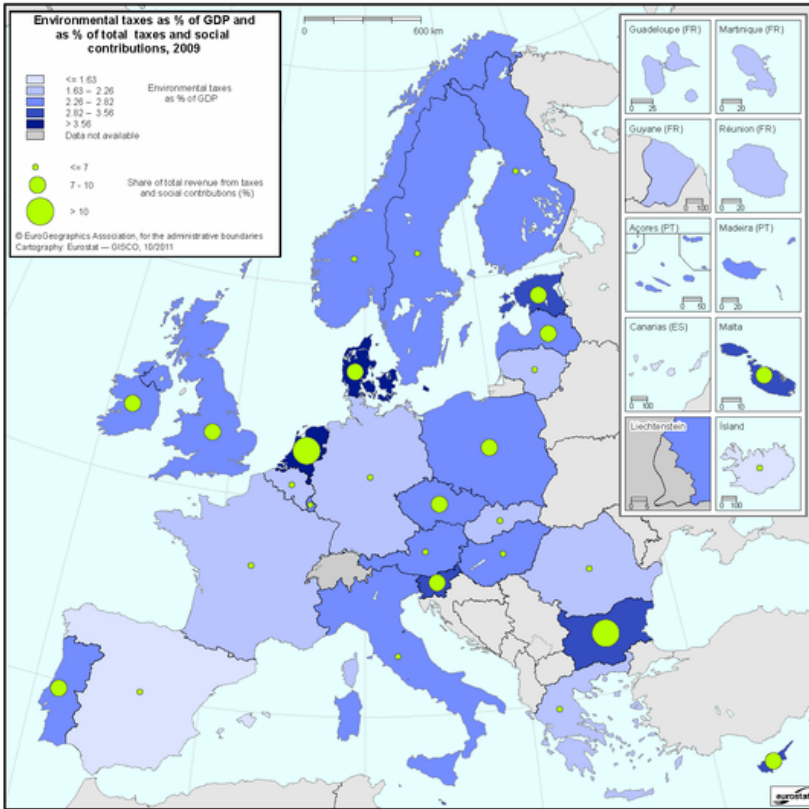 Environmental taxes as % of GDP and
as % of total taxes and social
contributions, 2009
<= 1.63
1.63 – 2.26
2.26 – 2.82
2.82 – 3.56
> 3.56
Data not available
Environmental taxes
as % of GDP
<= 7
7 - 10
> 10
Share of total revenue from taxes
and social contributions (%)
© EuroGeographics Association, for the administrative boundaries
Cartography: Eurostat — GISCO, 10/2011
0 600 km
Guadeloupe (FR)
0 25
Martinique (FR)
0 20
Guyane (FR)
0 100
Réunion (FR)
0 20
Açores (PT)
0 50
Madeira (PT)
0 20
Canarias (ES)
0 100
Malta
0 10
Liechtenstein
0 5
Ísland
0 100
eurostat